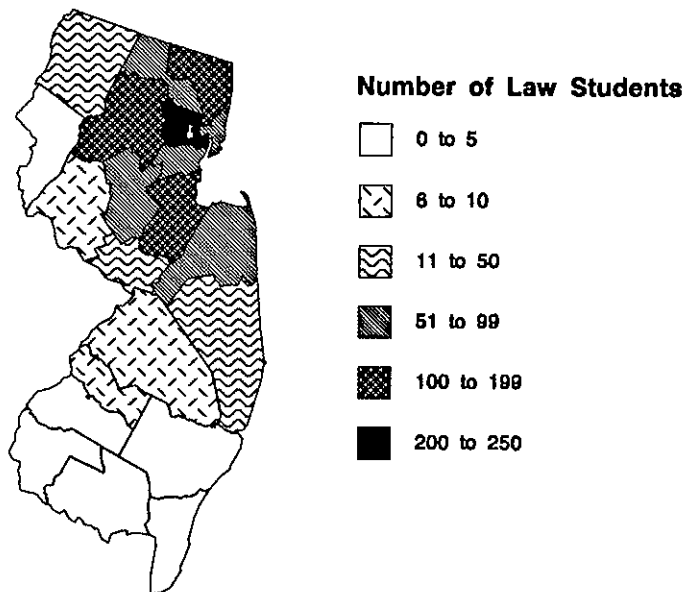 Number of Law Students
0 to 5
6 to 10
11 to 50
51 to 99
100 to 199
200 to 250